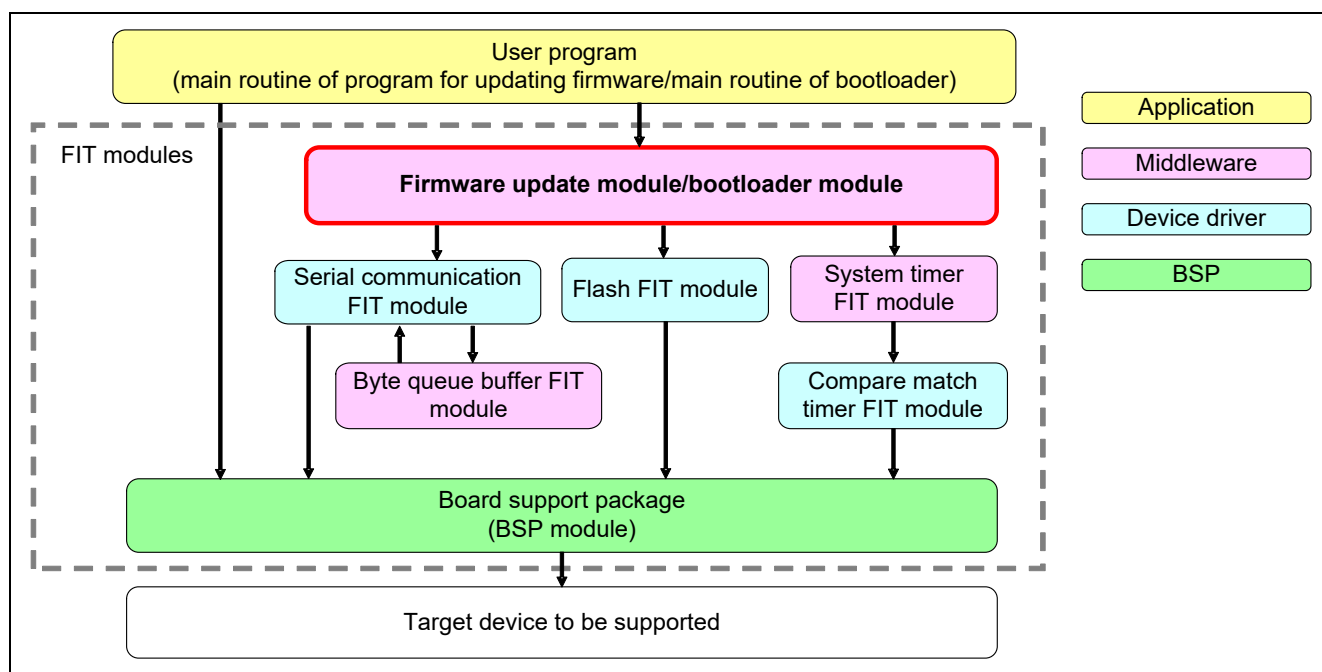 User program
(main routine of program for updating firmware/main routine of bootloader)
FIT modules
Firmware update module/bootloader module
Serial communication
FIT module
Flash FIT module
System timer
FIT module
Byte queue buffer FIT
module
Compare match
timer FIT module
Board support package
(BSP module)
Target device to be supported
Application
Middleware
Device driver
BSP